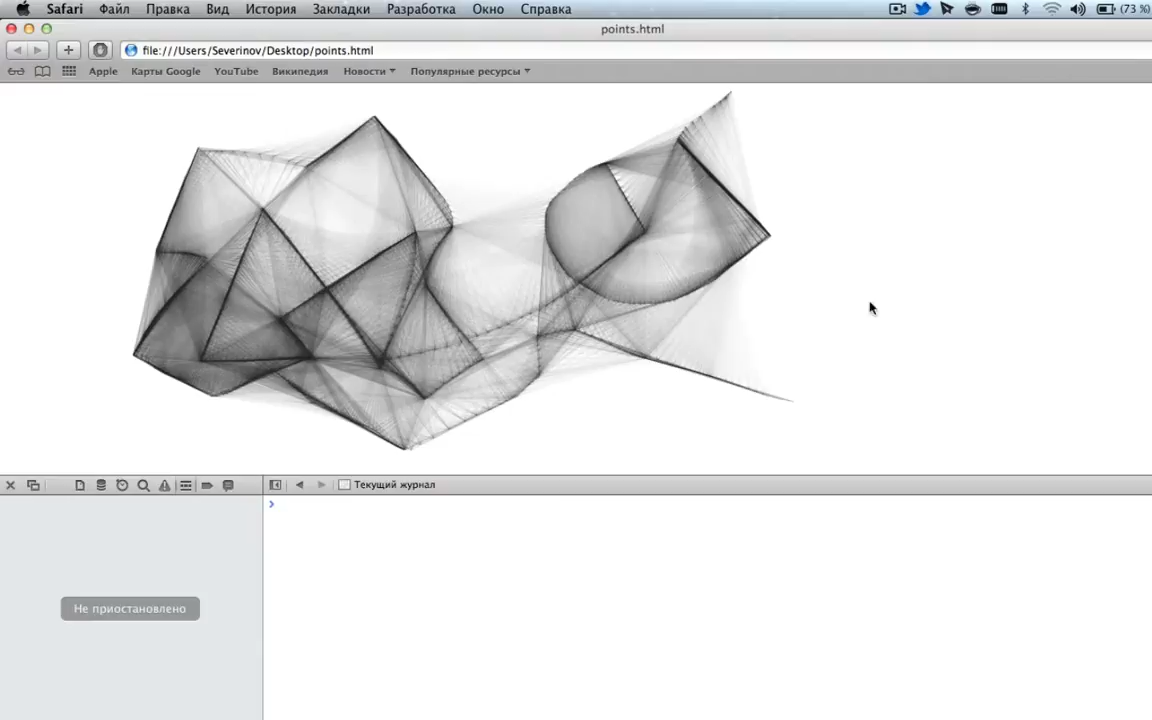 Safari Файл Правка Вид История Закладки Разработка Окно Справка (73 %)
points.html
file:///Users/Severinov/Desktop/points.html
Apple Карты Google YouTube Википедия Новости Популярные ресурсы
Текущий журнал
Не приостановлено